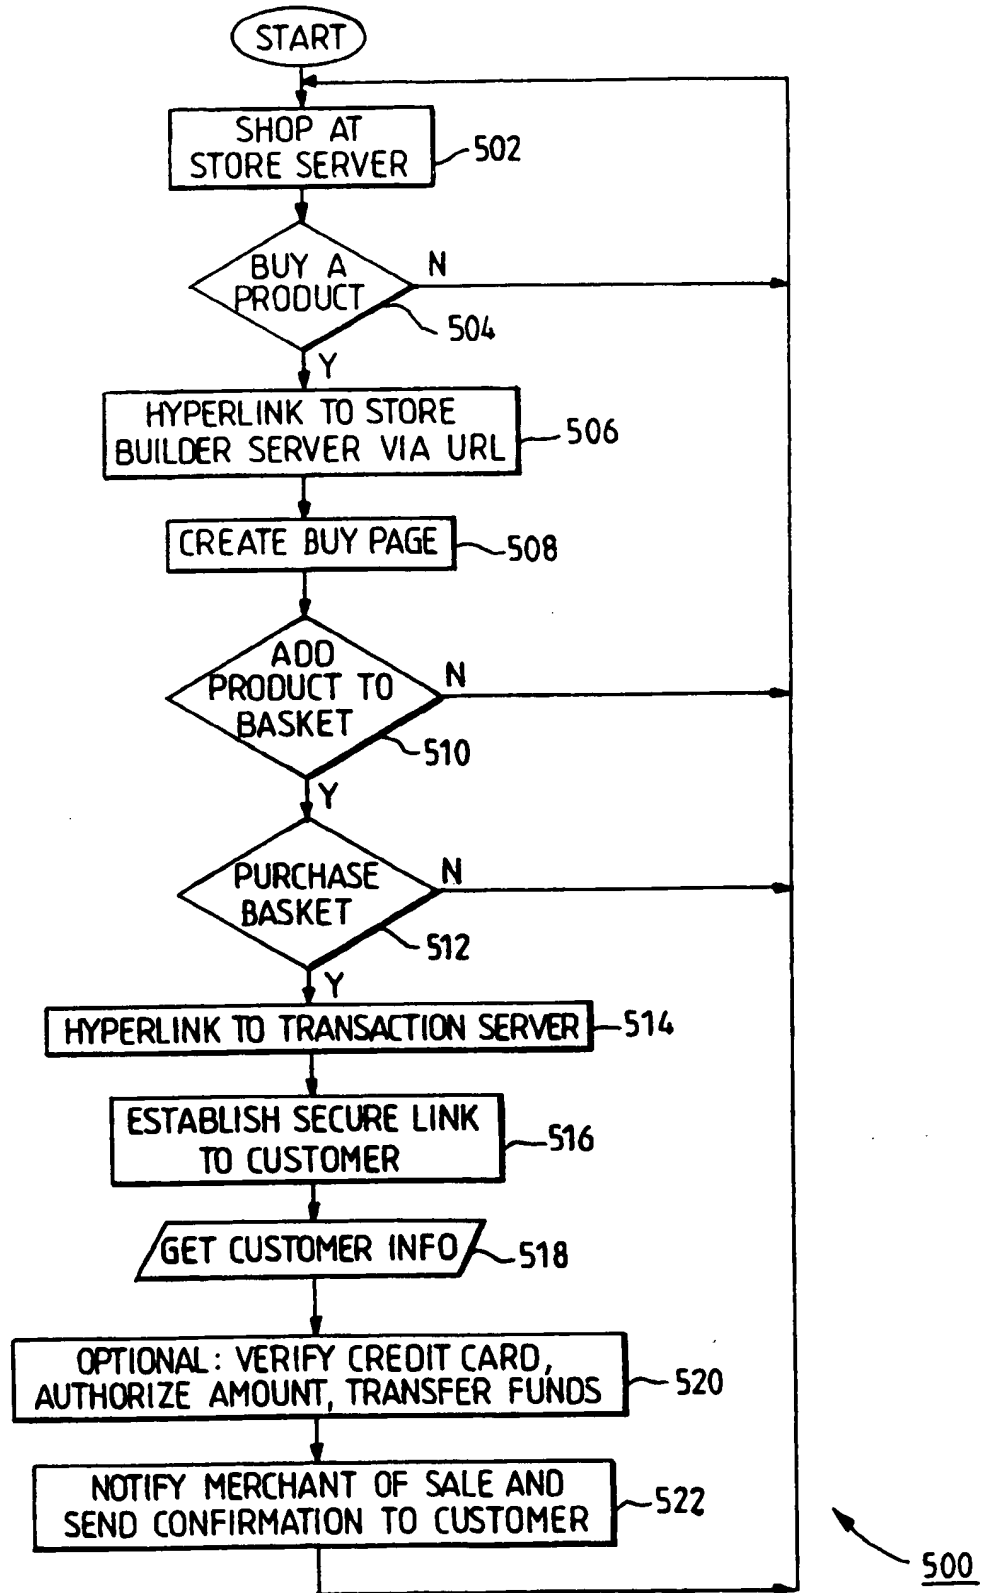 START
SHOP AT
STORE SERVER
502
BUY A
PRODUCT
N
504
Y
HYPERLINK TO STORE
BUILDER SERVER VIA URL
506
CREATE BUY PAGE
508
ADD
PRODUCT TO
BASKET
N
510
Y
PURCHASE
BASKET
N
512
Y
HYPERLINK TO TRANSACTION SERVER
514
ESTABLISH SECURE LINK
TO CUSTOMER
516
GET CUSTOMER INFO
518
OPTIONAL: VERIFY CREDIT CARD,
AUTHORIZE AMOUNT, TRANSFER FUNDS
520
NOTIFY MERCHANT OF SALE AND
SEND CONFIRMATION TO CUSTOMER
522
500